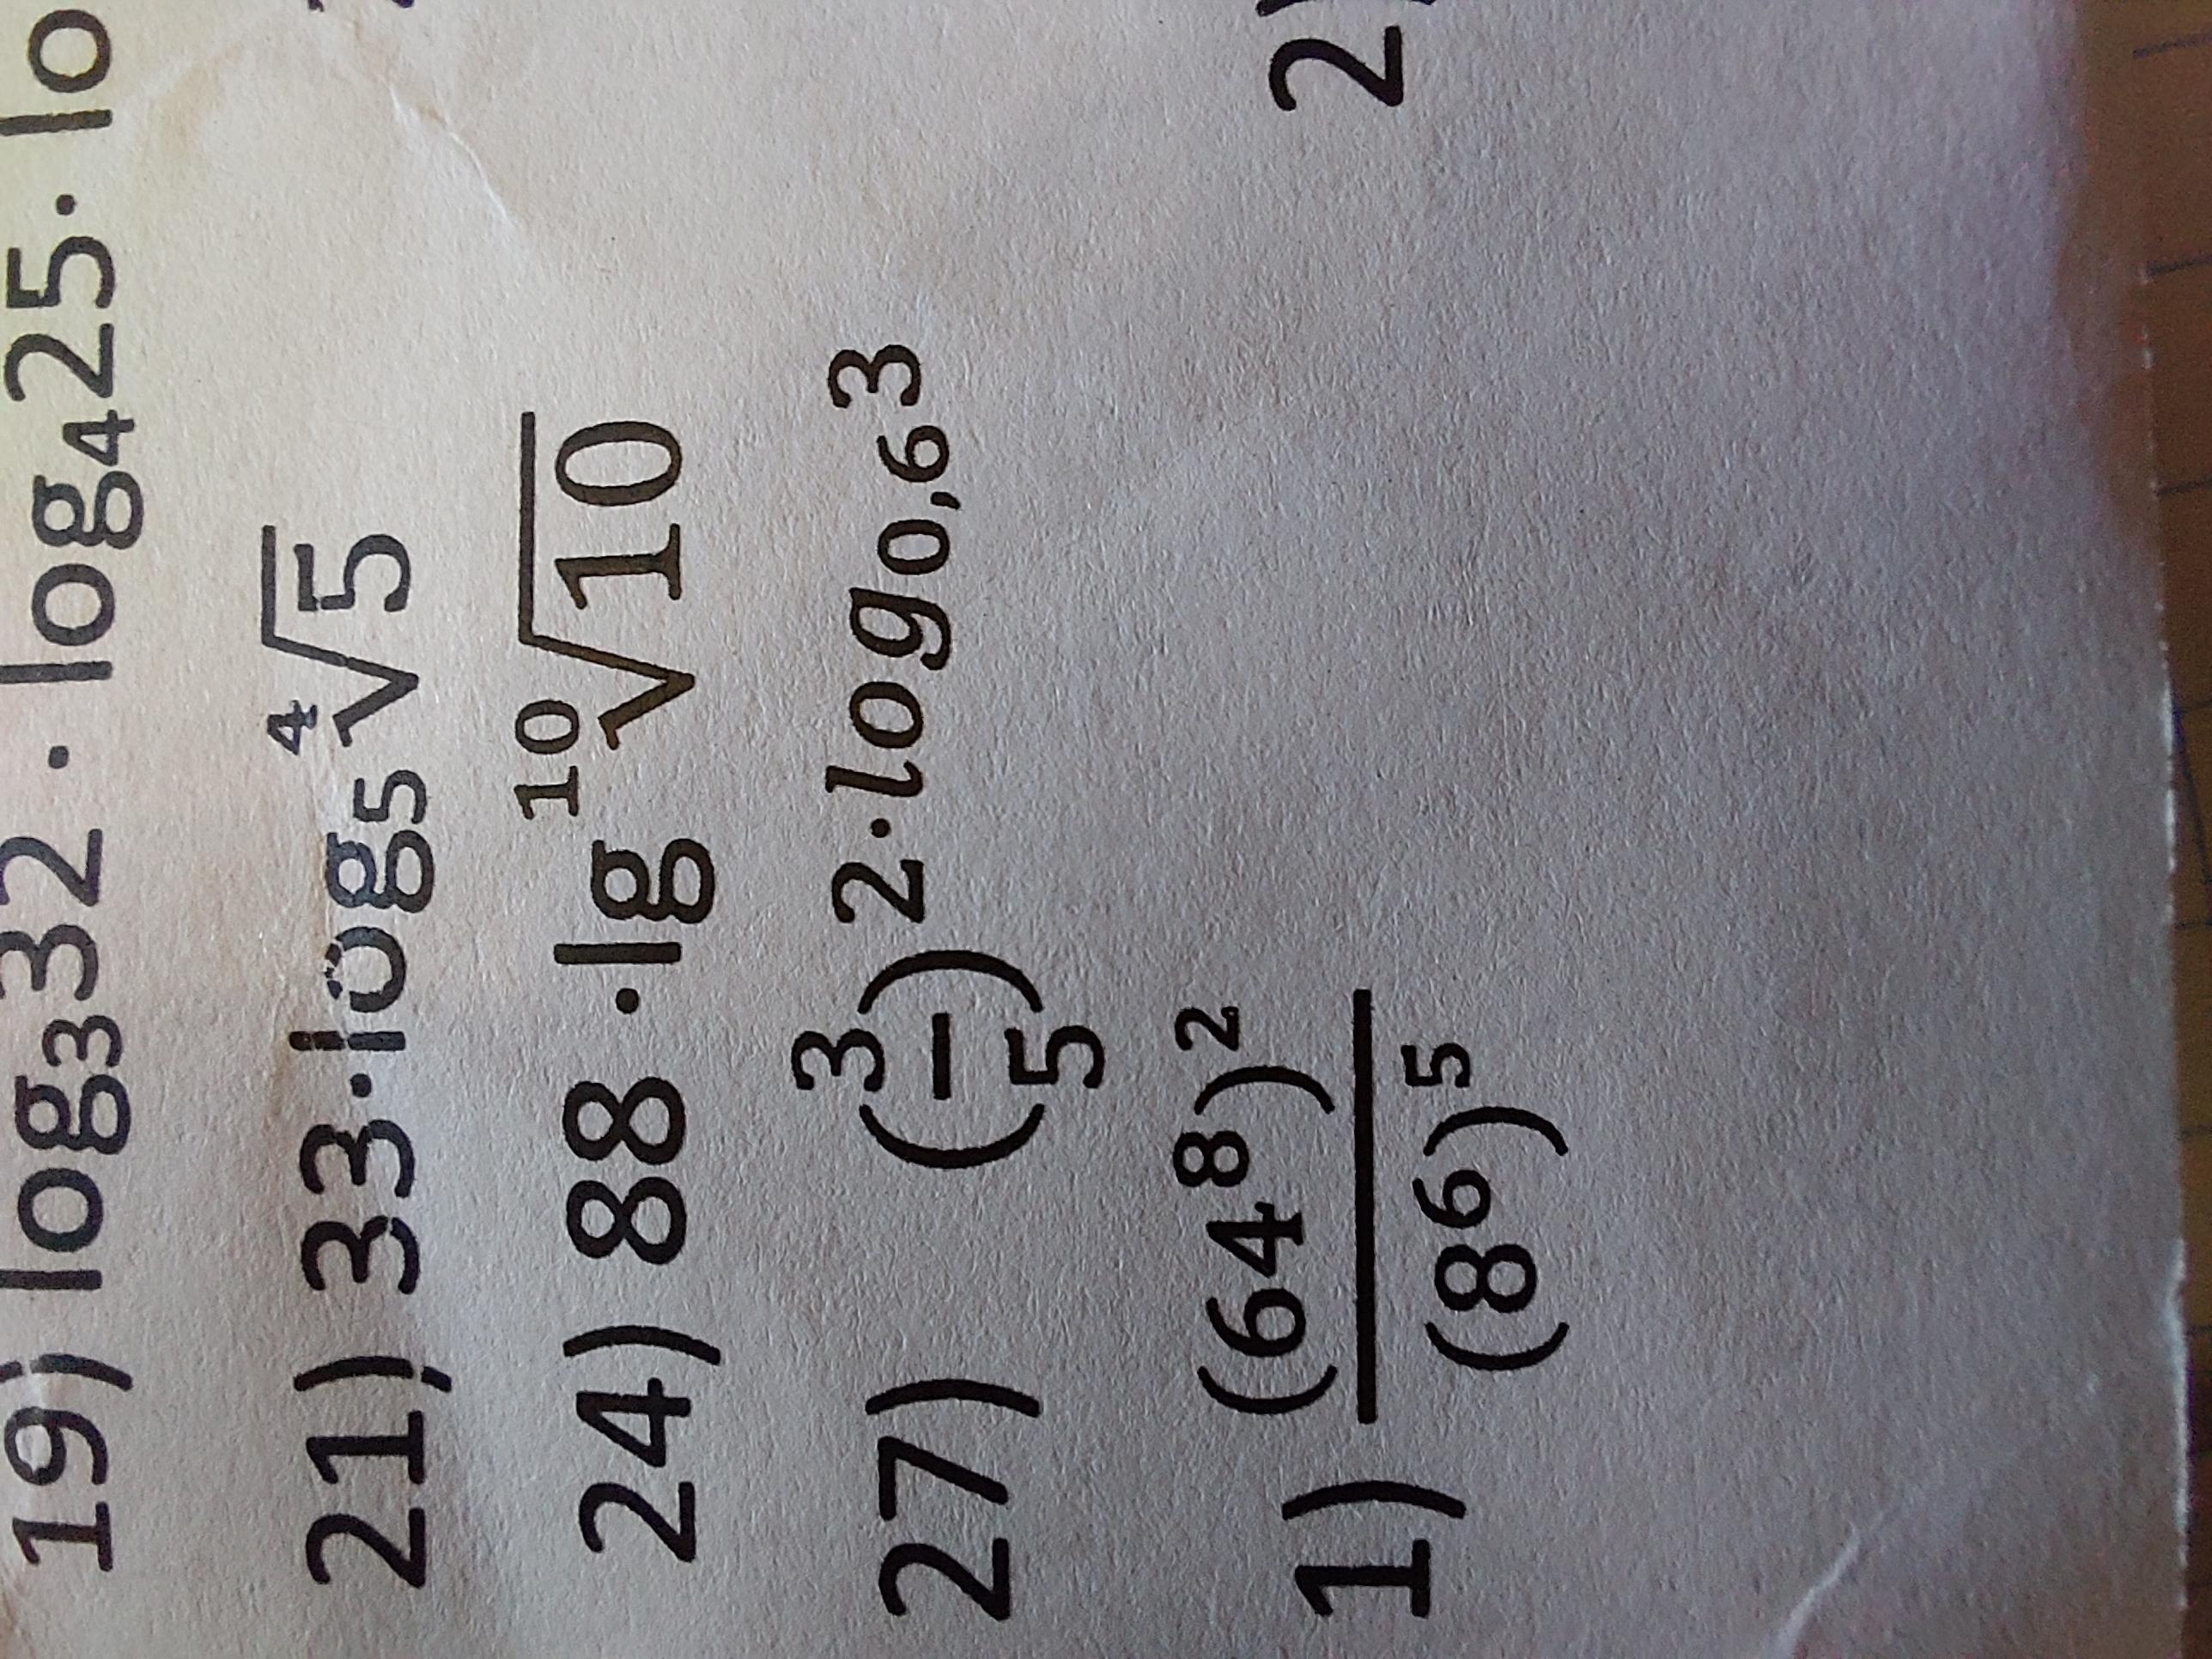 19) log₃32 · log₄25 · lo
21) 33·log₅ ⁴√5
24) 88 ·lg ¹⁰√10
27) (3/5)^(2·log₀,₆3)
1) (64⁸)²/(8⁶)⁵ 2)